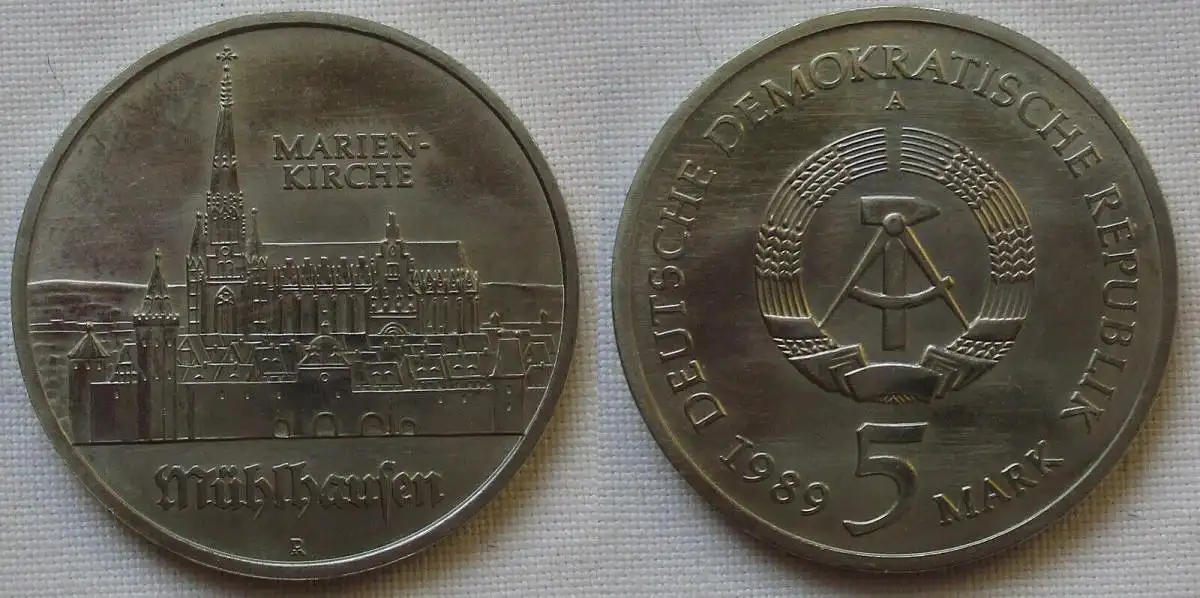 MARIEN-
KIRCHE
Mühlhausen
R
DEUTSCHE DEMOKRATISCHE REPUBLIK
A
1989 5 MARK